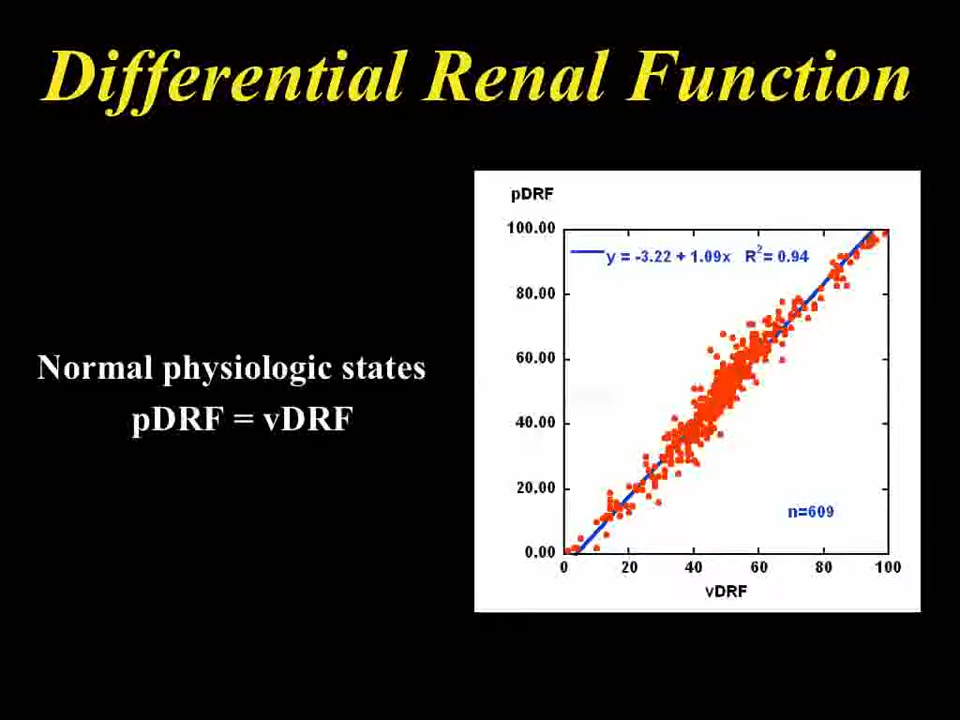 Differential Renal Function
Normal physiologic states
pDRF = vDRF
pDRF
100.00
y = -3.22 + 1.09x R²= 0.94
80.00
60.00
40.00
20.00
n=609
0.00
0 20 40 60 80 100
vDRF